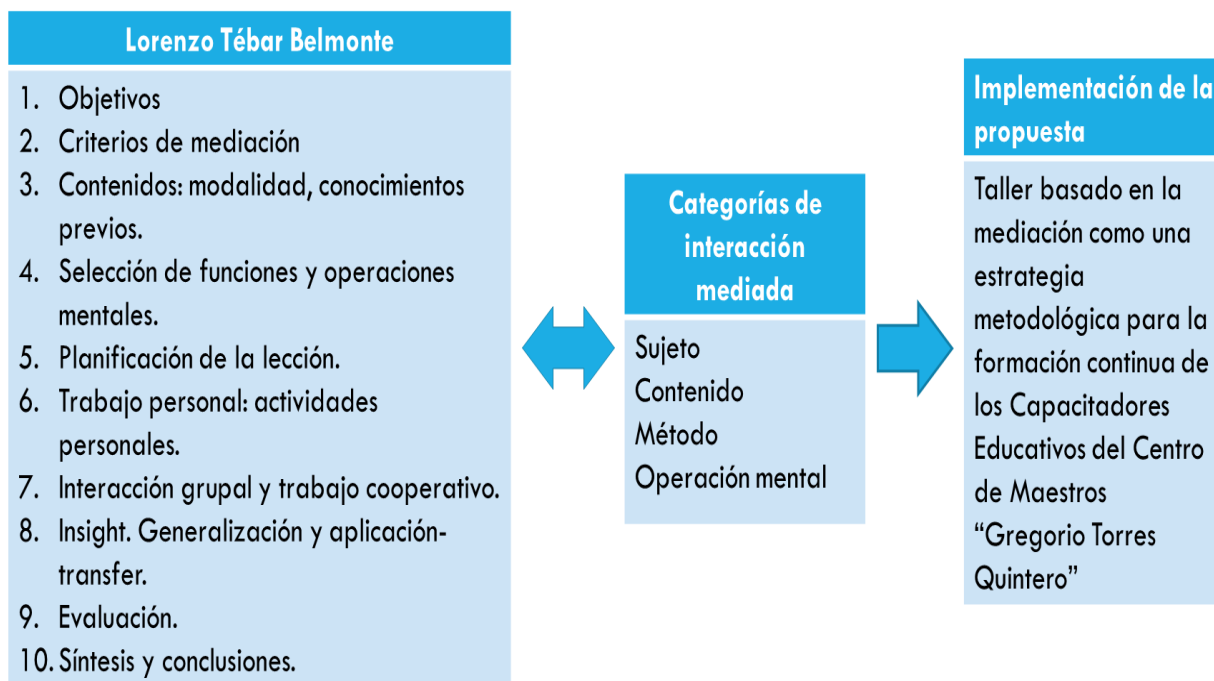 Lorenzo Tébar Belmonte
1. Objetivos
2. Criterios de mediación
3. Contenidos: modalidad, conocimientos
previos.
4. Selección de funciones y operaciones
mentales.
5. Planificación de la lección.
6. Trabajo personal: actividades
personales.
7. Interacción grupal y trabajo cooperativo.
8. Insight. Generalización y aplicación-
transfer.
9. Evaluación.
10. Síntesis y conclusiones.
Categorías de
interacción
mediada
Sujeto
Contenido
Método
Operación mental
Implementación de la
propuesta
Taller basado en la
mediación como una
estrategia
metodológica para la
formación continua de
los Capacitadores
Educativos del Centro
de Maestros
“Gregorio Torres
Quintero”